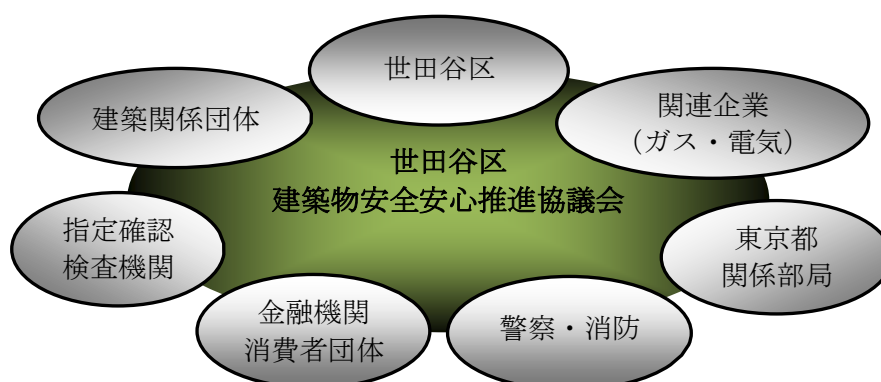 世田谷区
建築関係団体
関連企業
（ガス・電気）
世田谷区
建築物安全安心推進協議会
指定確認
検査機関
東京都
関係部局
金融機関
消費者団体
警察・消防